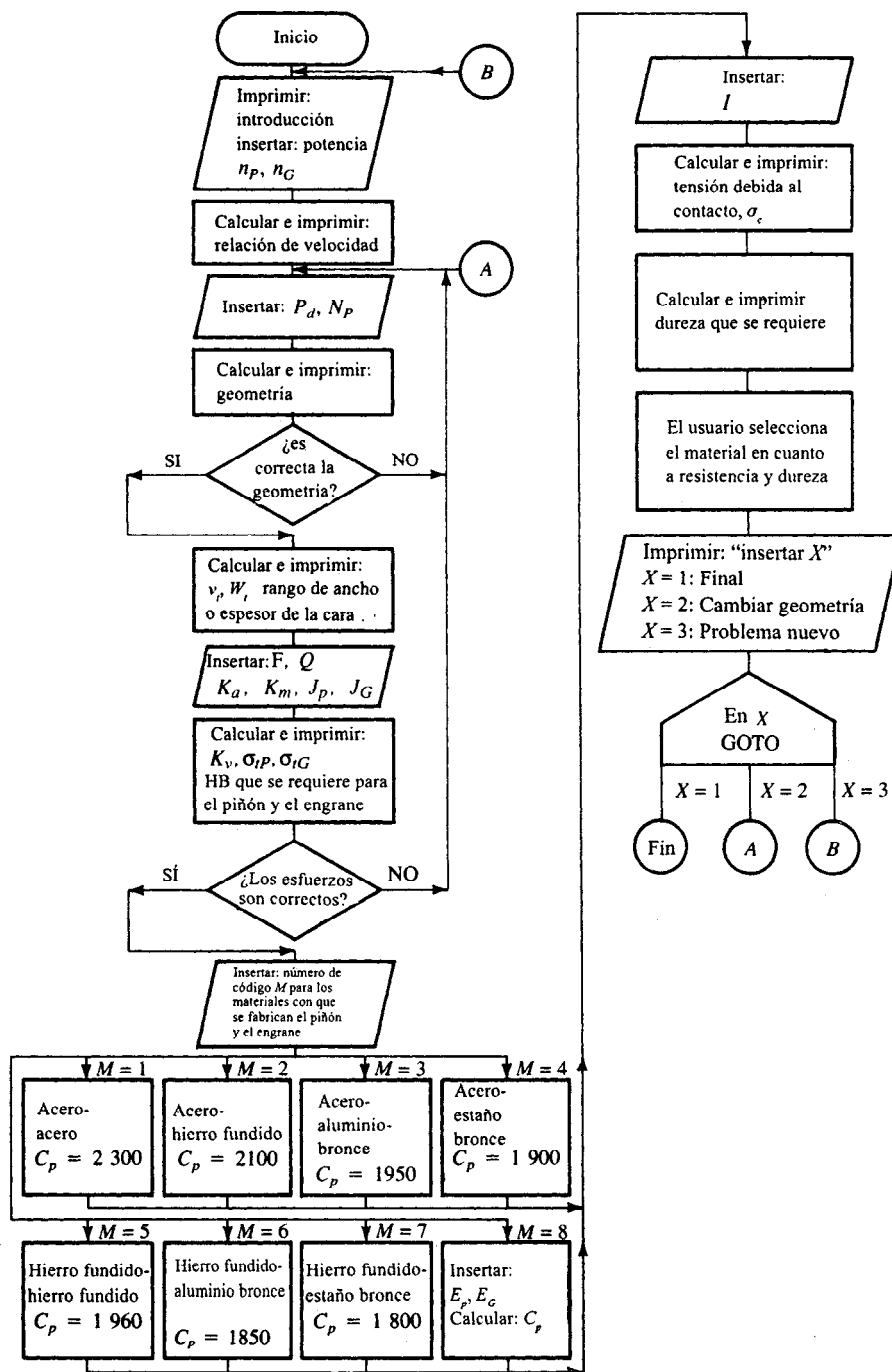 Inicio
B
Imprimir:
introducción
insertar: potencia
n_P, n_G
Calcular e imprimir:
relación de velocidad
A
Insertar: P_d, N_P
Calcular e imprimir:
geometría
¿es
correcta la
geometría?
SI
NO
Calcular e imprimir:
v_t, W_t rango de ancho
o espesor de la cara
Insertar: F, Q
K_a, K_m, J_p, J_G
Calcular e imprimir:
K_v, σ_tP, σ_tG
HB que se requiere para
el piñón y el engrane
¿Los esfuerzos
son correctos?
SÍ
NO
Insertar: número de
código M para los
materiales con que
se fabrican el piñón
y el engrane
M = 1
Acero-
acero
C_p = 2 300
M = 2
Acero-
hierro fundido
C_p = 2100
M = 3
Acero-
aluminio-
bronce
C_p = 1950
M = 4
Acero-
estaño
bronce
C_p = 1 900
M = 5
Hierro fundido-
hierro fundido
C_p = 1 960
M = 6
Hierro fundido-
aluminio bronce
C_p = 1850
M = 7
Hierro fundido-
estaño bronce
C_p = 1 800
M = 8
Insertar:
E_p, E_G
Calcular: C_p
Insertar:
I
Calcular e imprimir:
tensión debida al
contacto, σ_c
Calcular e imprimir
dureza que se requiere
El usuario selecciona
el material en cuanto
a resistencia y dureza
Imprimir: “insertar X”
X = 1: Final
X = 2: Cambiar geometría
X = 3: Problema nuevo
En X
GOTO
X = 1
X = 2
X = 3
Fin
A
B